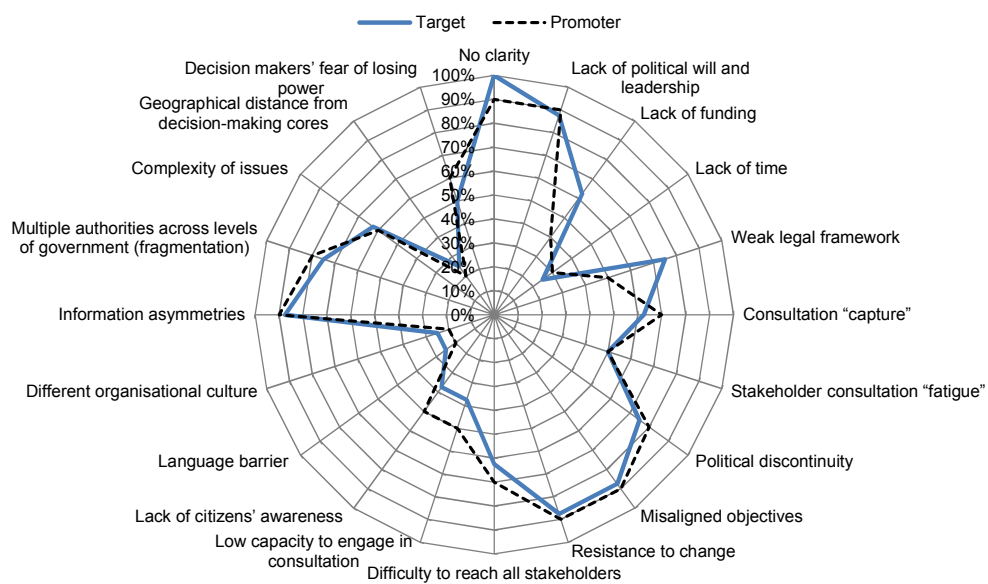 Target
Promoter
No clarity
Lack of political will and
leadership
Lack of funding
Lack of time
Weak legal framework
Consultation “capture”
Stakeholder consultation “fatigue”
Political discontinuity
Misaligned objectives
Resistance to change
Difficulty to reach all stakeholders
Low capacity to engage in
consultation
Lack of citizens’ awareness
Language barrier
Different organisational culture
Information asymmetries
Multiple authorities across levels
of government (fragmentation)
Complexity of issues
Geographical distance from
decision-making cores
Decision makers’ fear of losing
power
100%
90%
80%
70%
60%
50%
40%
30%
20%
10%
0%